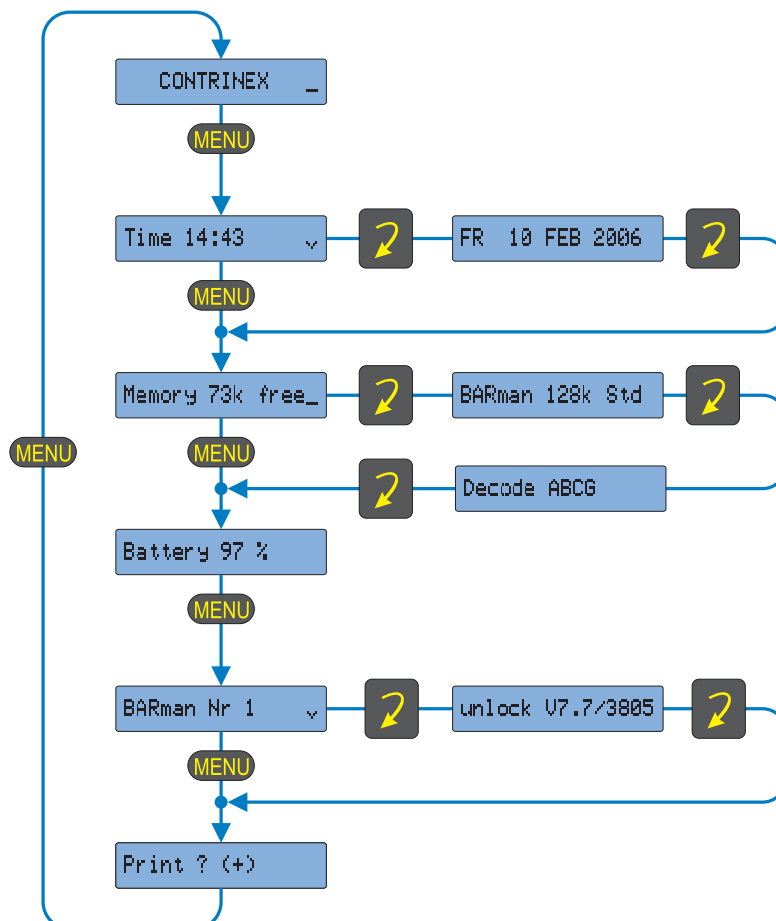 CONTRINEX _
MENU
Time 14:43
FR 10 FEB 2006
MENU
Memory 73k free_
BARman 128k Std
MENU
MENU
Decode ABCG
Battery 97 %
MENU
BARman Nr 1
unlock V7.7/3805
MENU
Print ? (+)